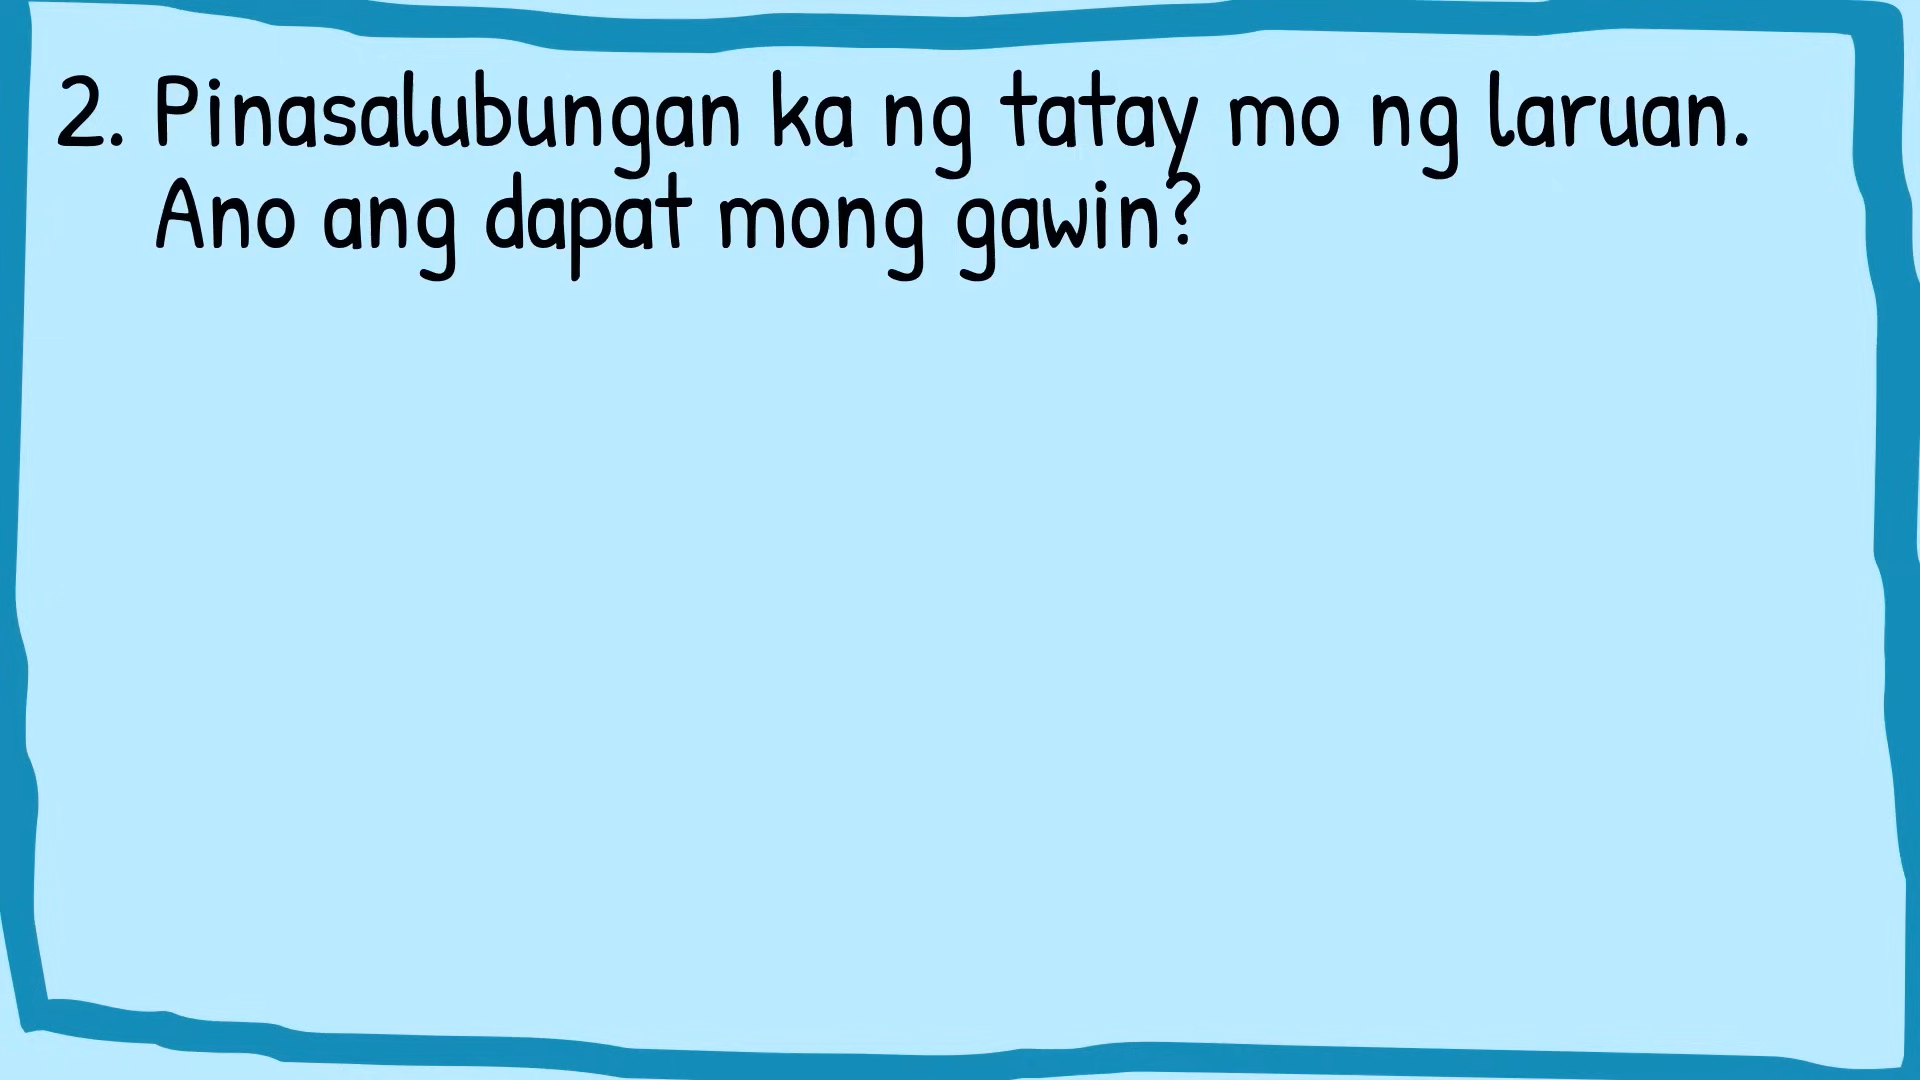 2. Pinasalubungan ka ng tatay mo ng laruan.
Ano ang dapat mong gawin?